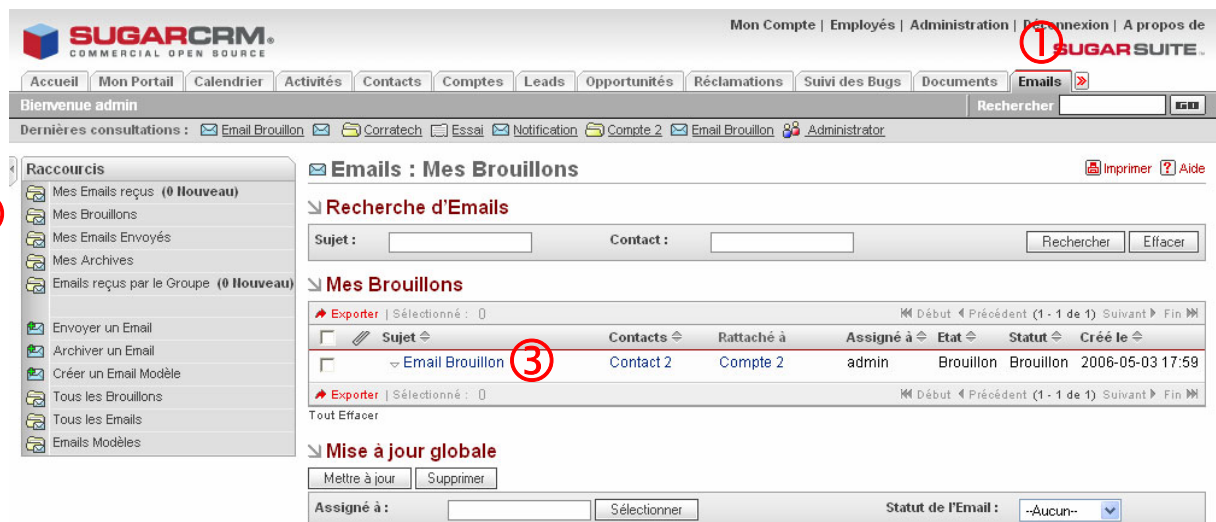 Mon Compte | Employés | Administration | Déconnexion | A propos de
SUGARCRM.
COMMERCIAL OPEN SOURCE
①
SUGARSUITE
Accueil Mon Portail Calendrier Activités Contacts Comptes Leads Opportunités Réclamations Suivi des Bugs Documents Emails »
Bienvenue admin Rechercher GO
Dernières consultations : Email Brouillon Corratech Essai Notification Compte 2 Email Brouillon Administrator
Raccourcis
Mes Emails reçus (0 Nouveau)
Mes Brouillons
Mes Emails Envoyés
Mes Archives
Emails reçus par le Groupe (0 Nouveau)
Envoyer un Email
Archiver un Email
Créer un Email Modèle
Tous les Brouillons
Tous les Emails
Emails Modèles
Emails : Mes Brouillons Imprimer ? Aide
Recherche d'Emails
Sujet : Contact : Rechercher Effacer
Mes Brouillons
Exporter | Sélectionné : 0 Début Précédent (1 - 1 de 1) Suivant Fin
Sujet Contacts Rattaché à Assigné à Etat Statut Créé le
Email Brouillon ③ Contact 2 Compte 2 admin Brouillon Brouillon 2006-05-03 17:59
Exporter | Sélectionné : 0 Début Précédent (1 - 1 de 1) Suivant Fin
Tout Effacer
Mise à jour globale
Mettre à jour Supprimer
Assigné à : Sélectionner Statut de l'Email : --Aucun--